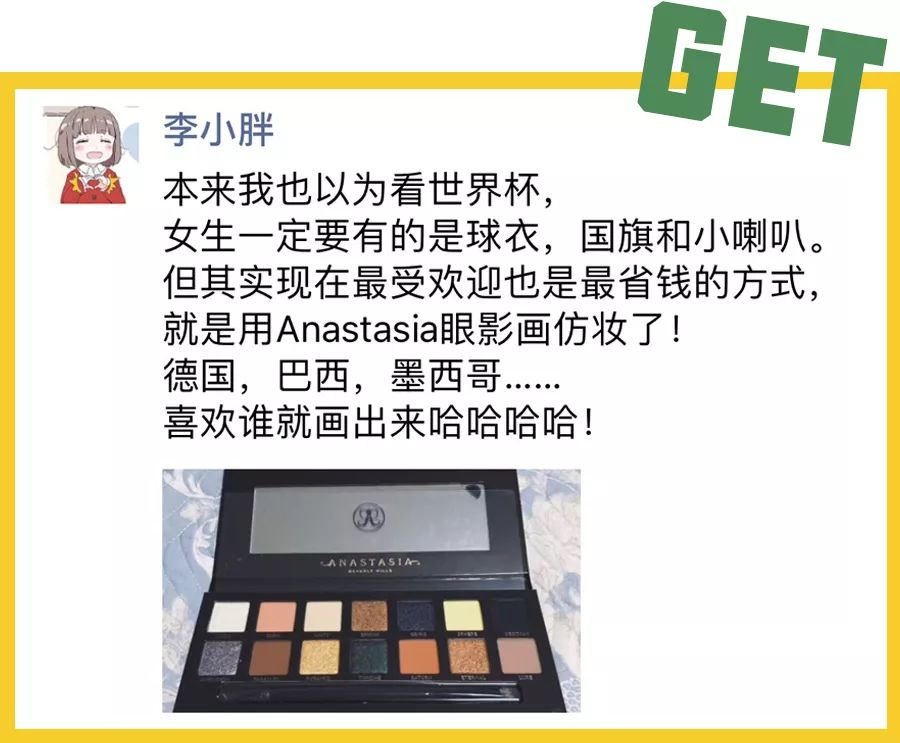 GET
李小胖
本来我也以为看世界杯，
女生一定要有的是球衣，国旗和小喇叭。
但其实现在最受欢迎也是最省钱的方式，
就是用Anastasia眼影画仿妆了！
德国，巴西，墨西哥……
喜欢谁就画出来哈哈哈哈！
ANASTASIA
BEVERLY HILLS